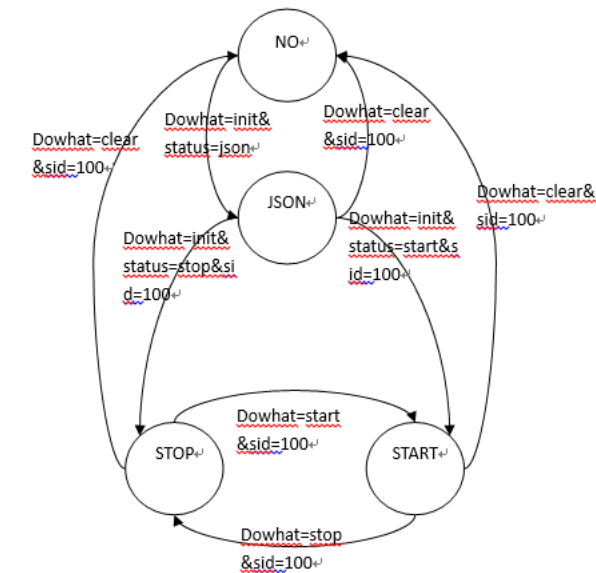 NO
Dowhat=init&
status=json
Dowhat=clear
&sid=100
Dowhat=clear
&sid=100
JSON
Dowhat=clear&
sid=100
Dowhat=init&
status=stop&si
d=100
Dowhat=init&
status=start&s
id=100
Dowhat=start
&sid=100
STOP
START
Dowhat=stop
&sid=100